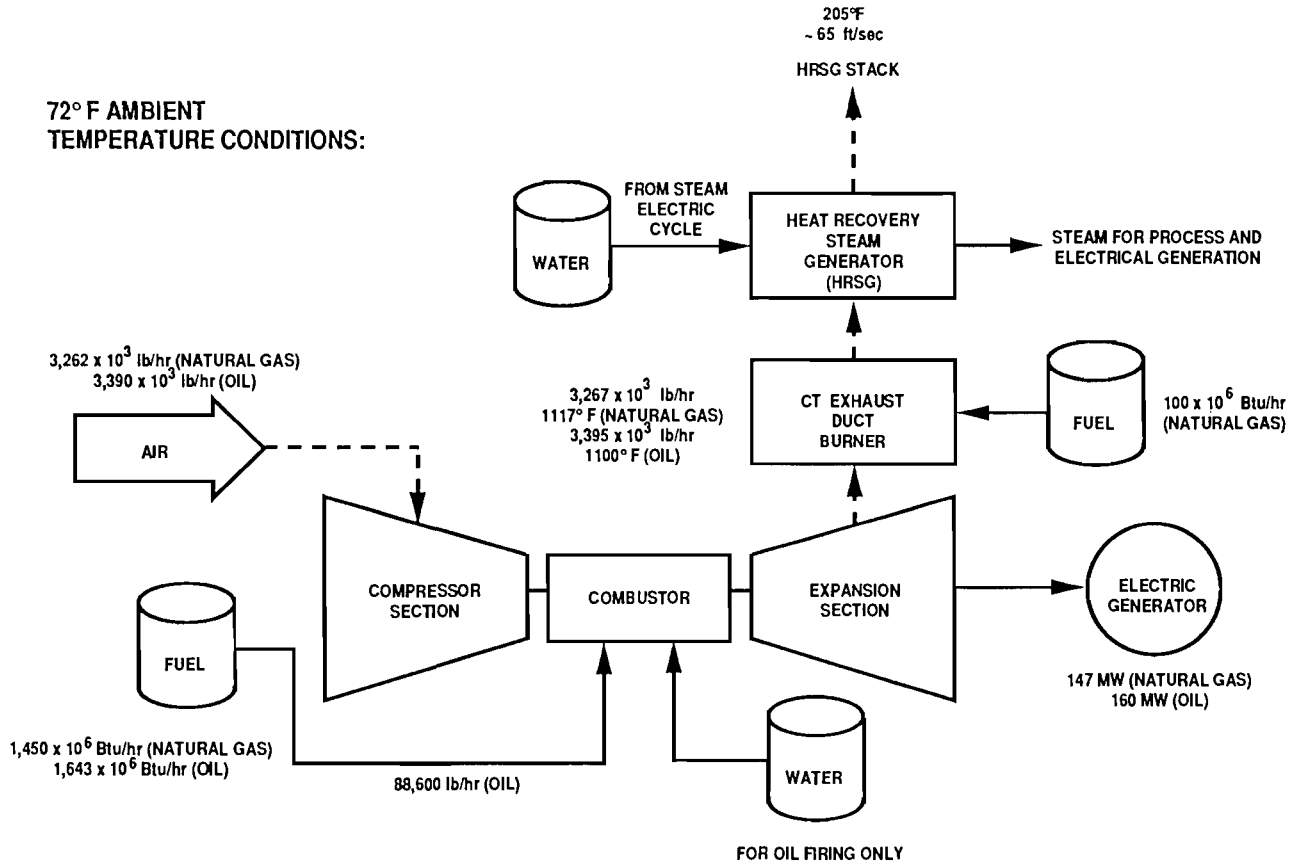 205°F
~ 65 ft/sec
HRSG STACK
72° F AMBIENT
TEMPERATURE CONDITIONS:
WATER
FROM STEAM
ELECTRIC
CYCLE
HEAT RECOVERY
STEAM
GENERATOR
(HRSG)
STEAM FOR PROCESS AND
ELECTRICAL GENERATION
3,262 x 10³ lb/hr (NATURAL GAS)
3,390 x 10³ lb/hr (OIL)
AIR
3,267 x 10³ lb/hr
1117° F (NATURAL GAS)
3,395 x 10³ lb/hr
1100° F (OIL)
CT EXHAUST
DUCT
BURNER
FUEL
100 x 10⁶ Btu/hr
(NATURAL GAS)
COMPRESSOR
SECTION
COMBUSTOR
EXPANSION
SECTION
ELECTRIC
GENERATOR
147 MW (NATURAL GAS)
160 MW (OIL)
FUEL
1,450 x 10⁶ Btu/hr (NATURAL GAS)
1,643 x 10⁶ Btu/hr (OIL)
88,600 lb/hr (OIL)
WATER
FOR OIL FIRING ONLY